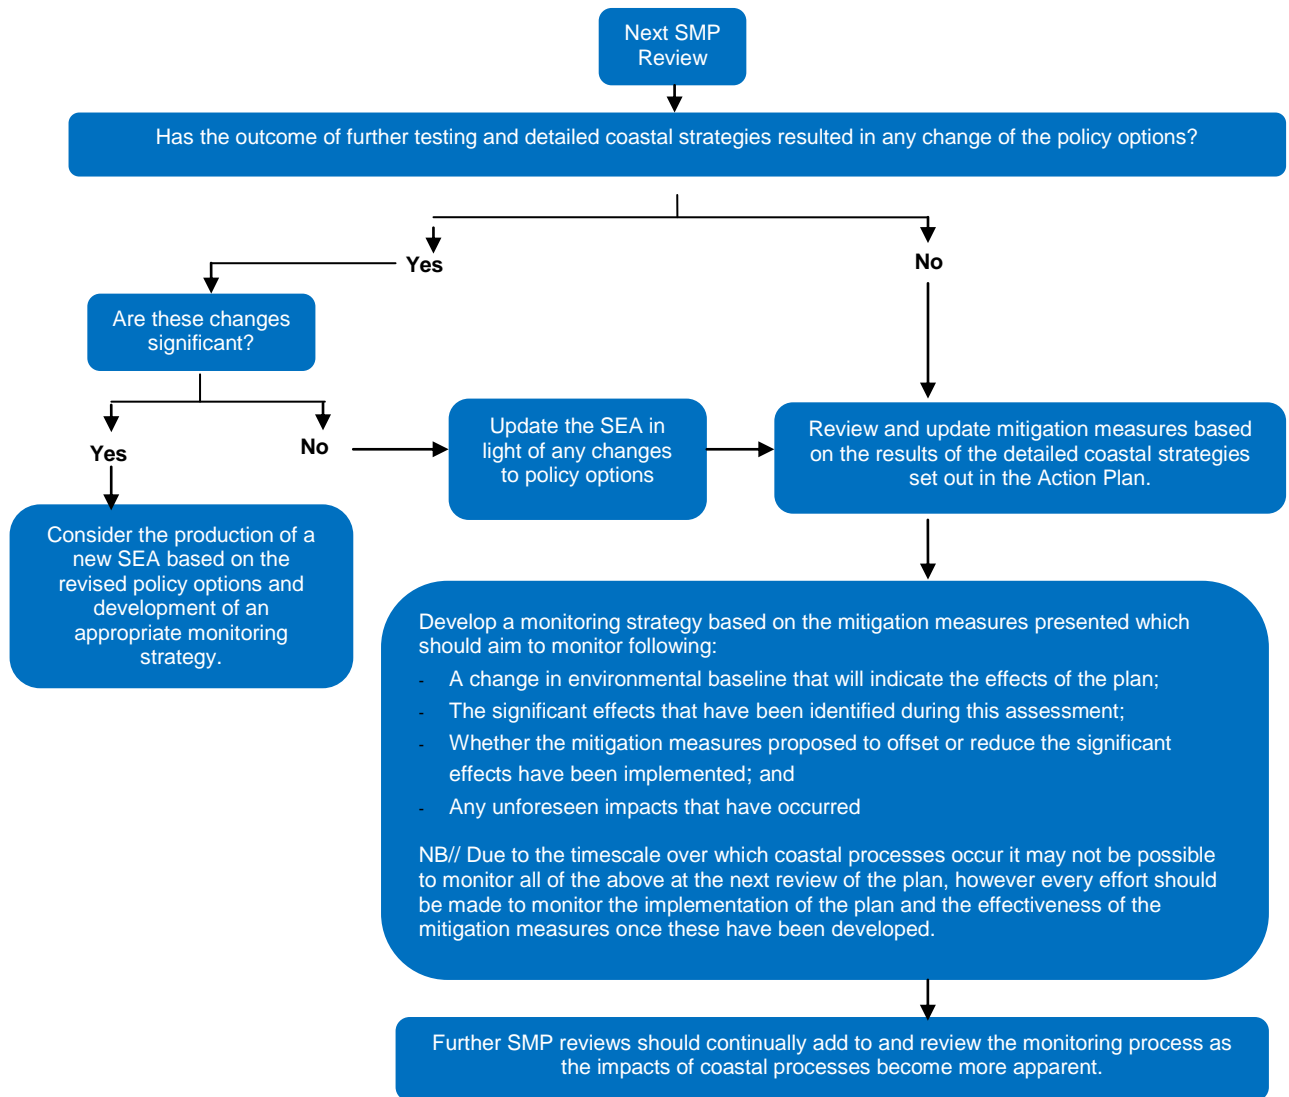 Next SMP
Review
Has the outcome of further testing and detailed coastal strategies resulted in any change of the policy options?
Yes
No
Are these changes
significant?
Yes
No
Update the SEA in
light of any changes
to policy options
Review and update mitigation measures based
on the results of the detailed coastal strategies
set out in the Action Plan.
Consider the production of a
new SEA based on the
revised policy options and
development of an
appropriate monitoring
strategy.
Develop a monitoring strategy based on the mitigation measures presented which
should aim to monitor following:
- A change in environmental baseline that will indicate the effects of the plan;
- The significant effects that have been identified during this assessment;
- Whether the mitigation measures proposed to offset or reduce the significant
effects have been implemented; and
- Any unforeseen impacts that have occurred
NB// Due to the timescale over which coastal processes occur it may not be possible
to monitor all of the above at the next review of the plan, however every effort should
be made to monitor the implementation of the plan and the effectiveness of the
mitigation measures once these have been developed.
Further SMP reviews should continually add to and review the monitoring process as
the impacts of coastal processes become more apparent.